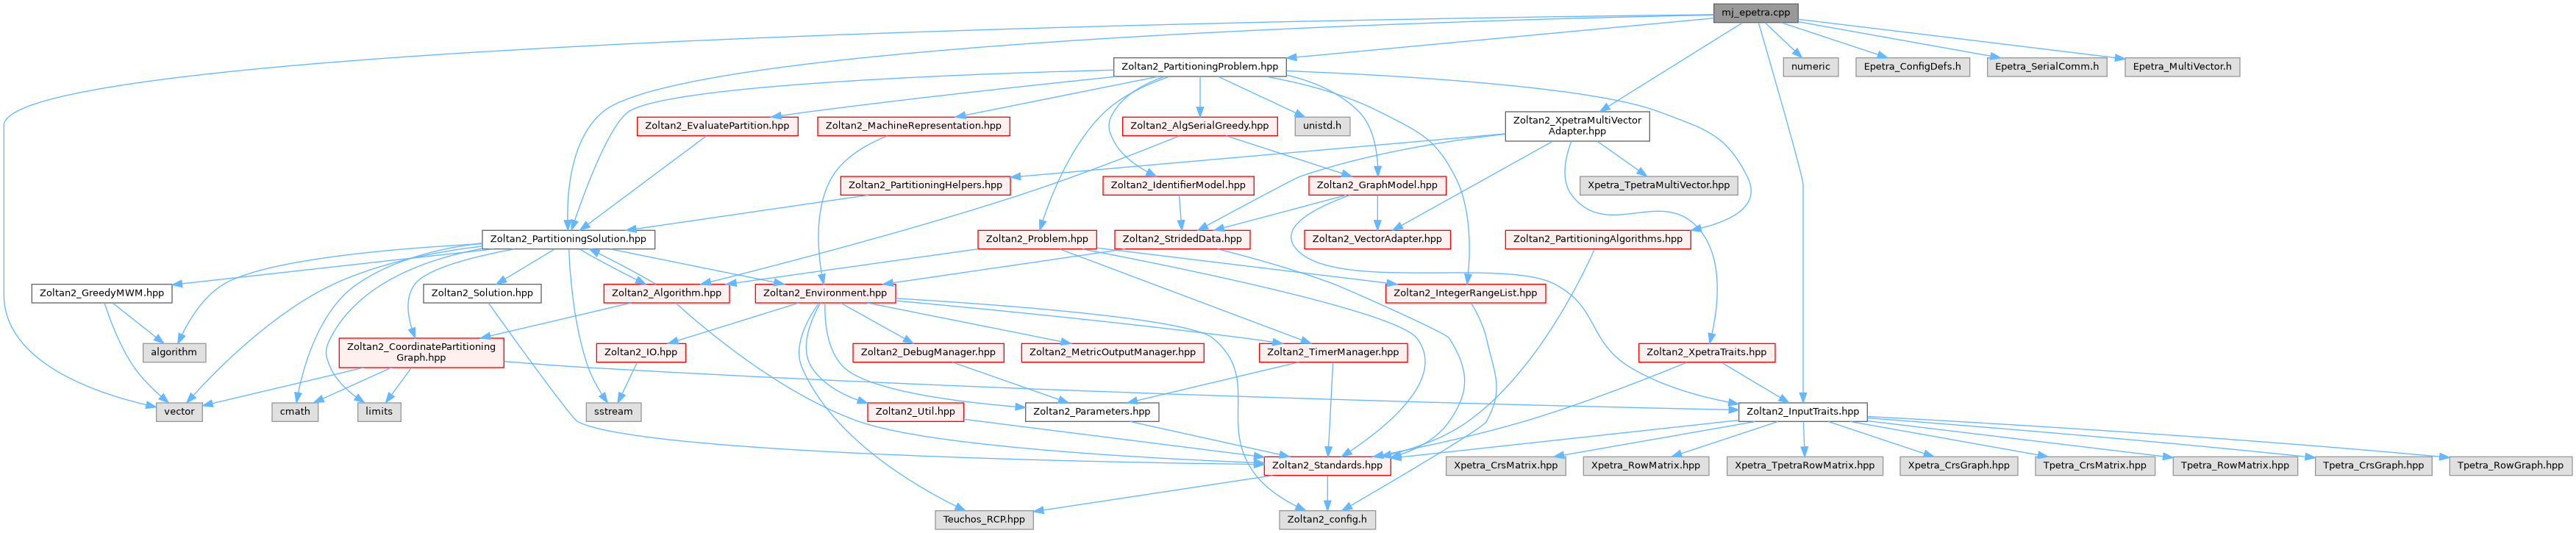 mj_epetra.cpp
Zoltan2_PartitioningProblem.hpp
numeric
Epetra_ConfigDefs.h
Epetra_SerialComm.h
Epetra_MultiVector.h
Zoltan2_EvaluatePartition.hpp
Zoltan2_MachineRepresentation.hpp
Zoltan2_AlgSerialGreedy.hpp
unistd.h
Zoltan2_XpetraMultiVector
Adapter.hpp
Zoltan2_PartitioningHelpers.hpp
Zoltan2_IdentifierModel.hpp
Zoltan2_GraphModel.hpp
Xpetra_TpetraMultiVector.hpp
Zoltan2_PartitioningSolution.hpp
Zoltan2_Problem.hpp
Zoltan2_StridedData.hpp
Zoltan2_VectorAdapter.hpp
Zoltan2_PartitioningAlgorithms.hpp
Zoltan2_GreedyMWM.hpp
Zoltan2_Solution.hpp
Zoltan2_Algorithm.hpp
Zoltan2_Environment.hpp
Zoltan2_IntegerRangeList.hpp
algorithm
Zoltan2_CoordinatePartitioning
Graph.hpp
Zoltan2_IO.hpp
Zoltan2_DebugManager.hpp
Zoltan2_MetricOutputManager.hpp
Zoltan2_TimerManager.hpp
Zoltan2_XpetraTraits.hpp
vector
cmath
limits
sstream
Zoltan2_Util.hpp
Zoltan2_Parameters.hpp
Zoltan2_InputTraits.hpp
Zoltan2_Standards.hpp
Xpetra_CrsMatrix.hpp
Xpetra_RowMatrix.hpp
Xpetra_TpetraRowMatrix.hpp
Xpetra_CrsGraph.hpp
Tpetra_CrsMatrix.hpp
Tpetra_RowMatrix.hpp
Tpetra_CrsGraph.hpp
Tpetra_RowGraph.hpp
Teuchos_RCP.hpp
Zoltan2_config.h